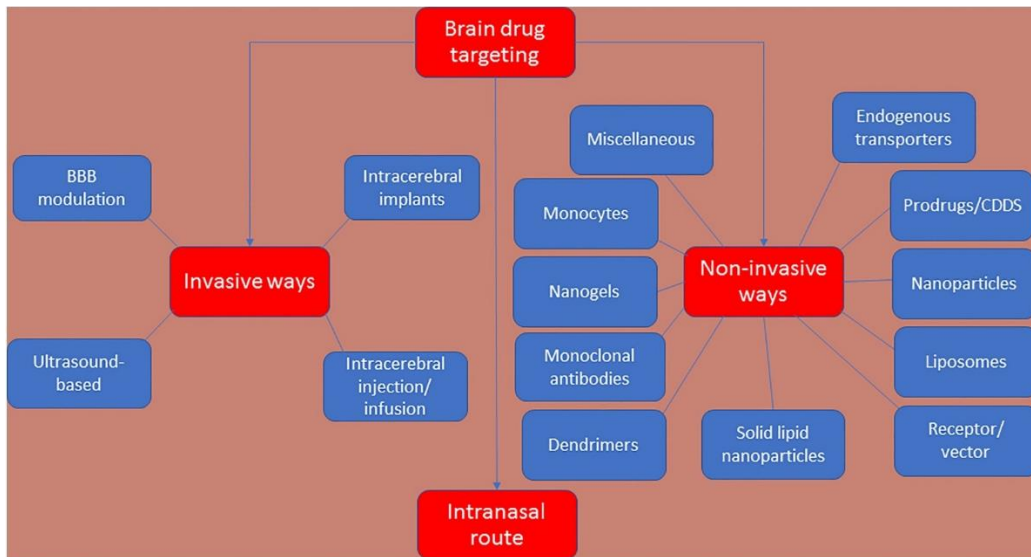 Brain drug
targeting
BBB
modulation
Intracerebral
implants
Invasive ways
Ultrasound-
based
Intracerebral
injection/
infusion
Intranasal
route
Miscellaneous
Endogenous
transporters
Monocytes
Prodrugs/CDDS
Non-invasive
ways
Nanogels
Nanoparticles
Monoclonal
antibodies
Liposomes
Dendrimers
Solid lipid
nanoparticles
Receptor/
vector